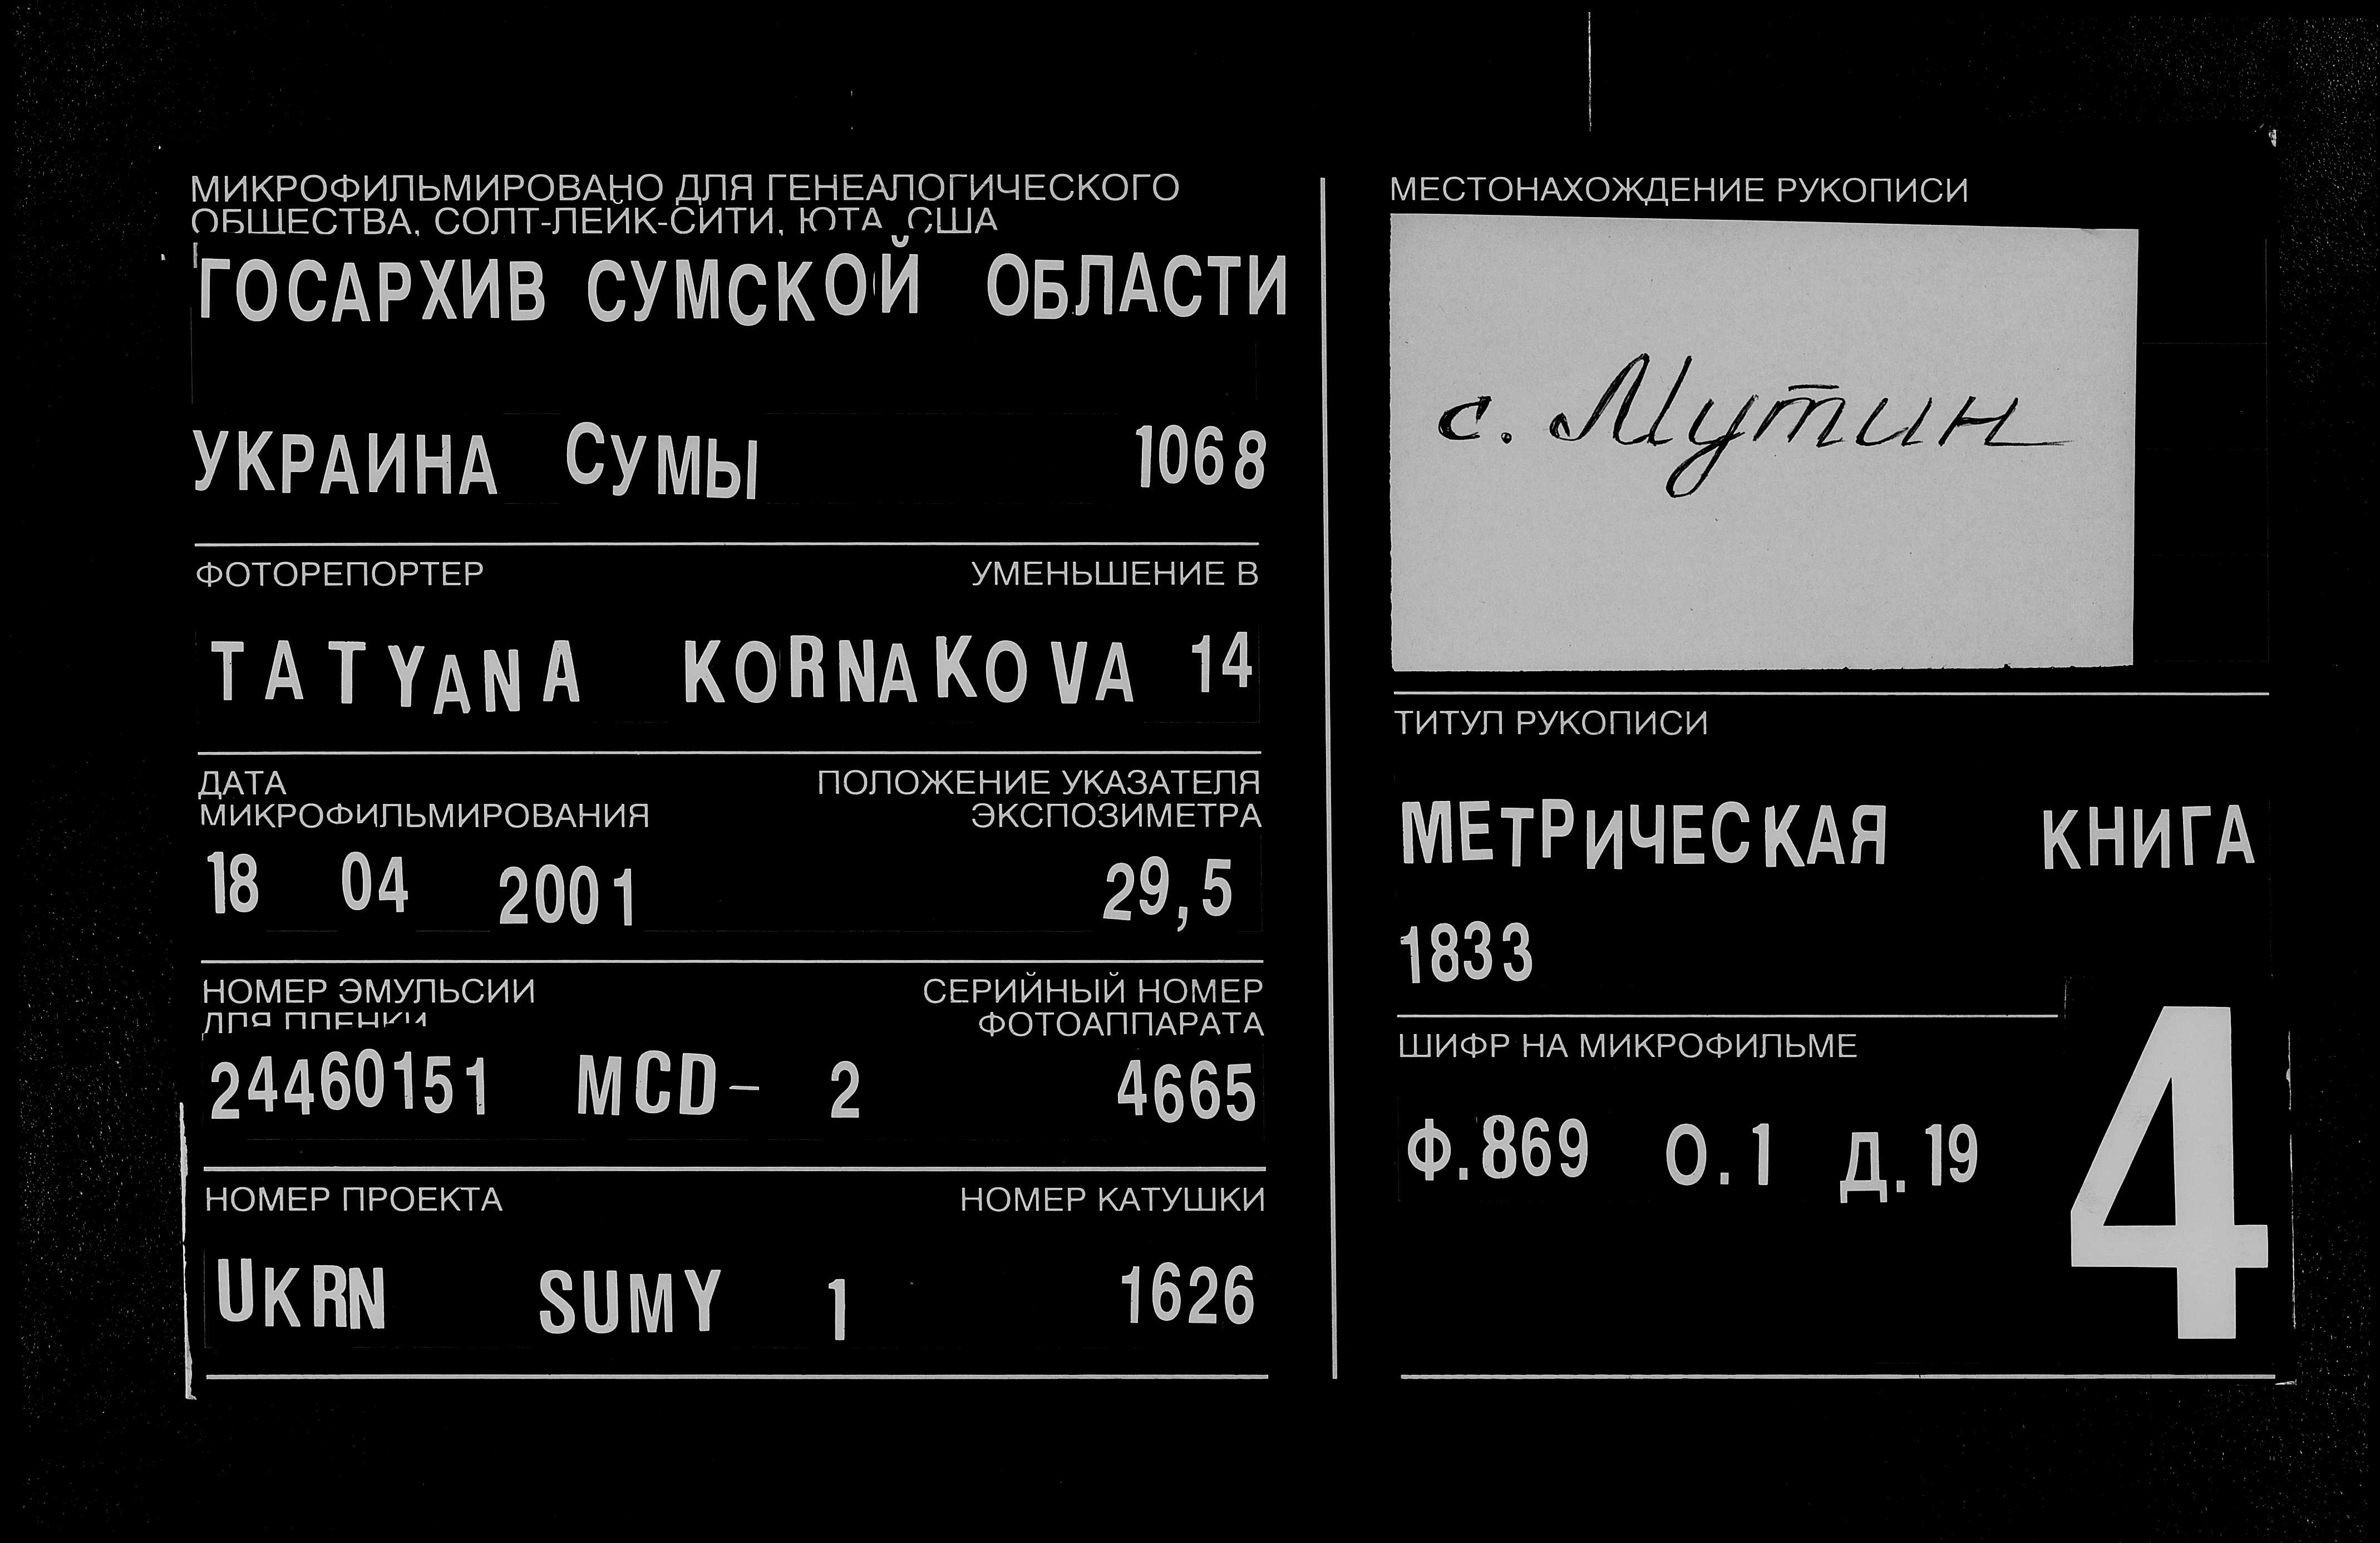 МИКРОФИЛЬМИРОВАНО ДЛЯ ГЕНЕАЛОГИЧЕСКОГО
ОБЩЕСТВА, СОЛТ-ЛЕЙК-СИТИ, ЮТА, США
ГОСАРХИВ СУМСКОЙ ОБЛАСТИ
УКРАИНА СУМЫ 1068
ФОТОРЕПОРТЕР УМЕНЬШЕНИЕ В
TATYANA KORNAKOVA 14
ДАТА ПОЛОЖЕНИЕ УКАЗАТЕЛЯ
МИКРОФИЛЬМИРОВАНИЯ ЭКСПОЗИМЕТРА
18 04 2001 29,5
НОМЕР ЭМУЛЬСИИ СЕРИЙНЫЙ НОМЕР
ДЛЯ ПЛЕНКИ ФОТОАППАРАТА
24460151 MCD- 2 4665
НОМЕР ПРОЕКТА НОМЕР КАТУШКИ
UKRN SUMY 1 1626
МЕСТОНАХОЖДЕНИЕ РУКОПИСИ
с. Мутин
ТИТУЛ РУКОПИСИ
МЕТРИЧЕСКАЯ КНИГА
1833
ШИФР НА МИКРОФИЛЬМЕ
Ф.869 О.1 Д.19
4